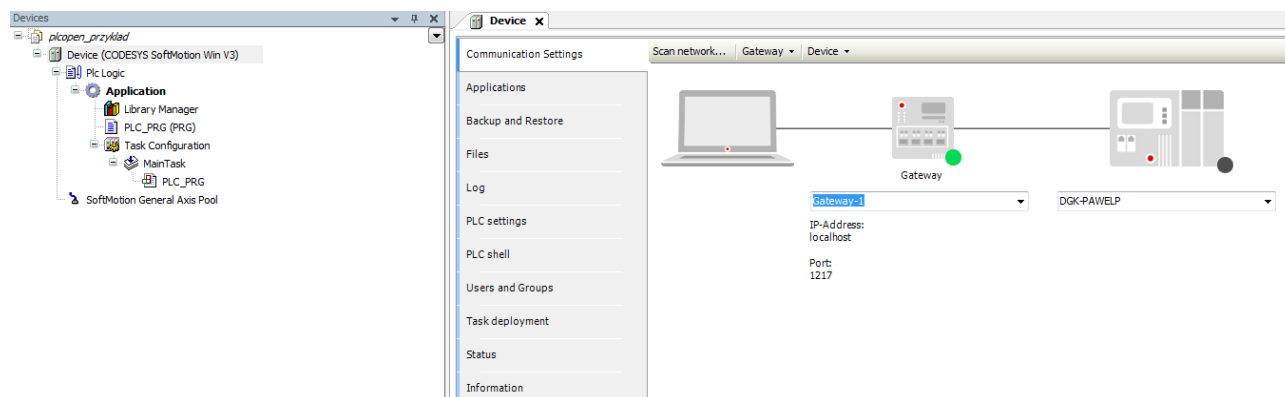 Devices
plcopen_przykład
Device (CODESYS SoftMotion Win V3)
Plc Logic
Application
Library Manager
PLC_PRG (PRG)
Task Configuration
MainTask
PLC_PRG
SoftMotion General Axis Pool
Device
Communication Settings
Applications
Backup and Restore
Files
Log
PLC settings
PLC shell
Users and Groups
Task deployment
Status
Information
Scan network... Gateway Device
Gateway
Gateway-1
DGK-PAWELP
IP-Address:
localhost
Port:
1217